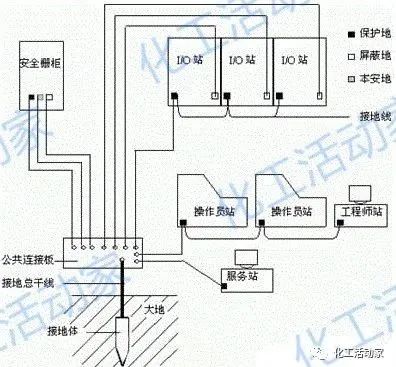 安全栅柜
I/O 站
I/O 站
I/O 站
保护地
屏蔽地
本安地
接地线
操作员站
操作员站
工程师站
公共连接板
服务站
接地总干线
大地
接地体
化工活动家
化工活动家
化工活动家
化工活动家